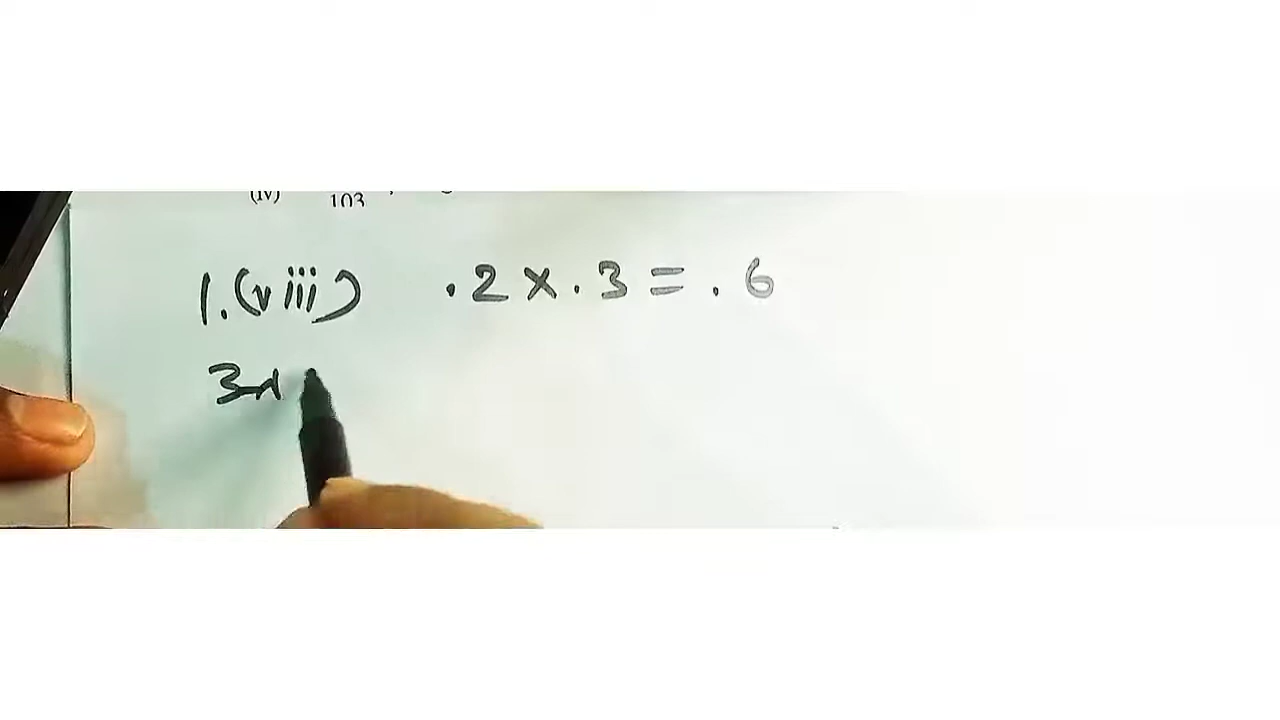 (iv) 103
1. (viii) .2 × .3 = .6